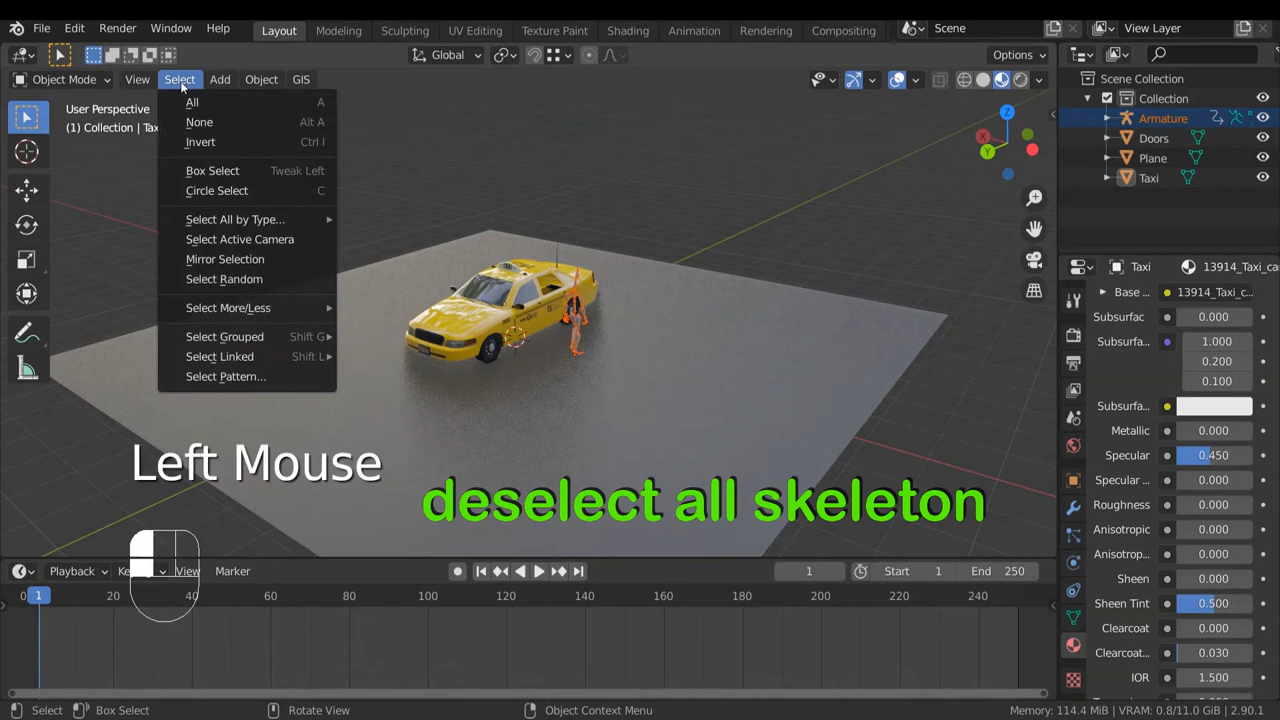 File Edit Render Window Help Layout Modeling Sculpting UV Editing Texture Paint Shading Animation Rendering Compositing Scene View Layer
Global Options
Object Mode View Select Add Object GIS
User Perspective
(1) Collection | Tax
All A
None Alt A
Invert Ctrl I
Box Select Tweak Left
Circle Select C
Select All by Type...
Select Active Camera
Mirror Selection
Select Random
Select More/Less
Select Grouped Shift G
Select Linked Shift L
Select Pattern...
Scene Collection
Collection
Armature
Doors
Plane
Taxi
Taxi 13914_Taxi_ca
Base ... 13914_Taxi_c...
Subsurfac 0.000
Subsurfa... 1.000
0.200
0.100
Subsurfa...
Metallic 0.000
Specular 0.450
Specular ... 0.000
Roughness 0.000
Anisotropic 0.000
Anisotrop... 0.000
Sheen 0.000
Sheen Tint 0.500
Clearcoat 0.000
Clearcoat... 0.030
IOR 1.500
X
Y
Z
Left Mouse
deselect all skeleton
Playback Ke View Marker 1 Start 1 End 250
0 1 20 40 60 80 100 120 140 160 180 200 220 240
Select Box Select Rotate View Object Context Menu Memory: 114.4 MiB | VRAM: 0.8/11.0 GiB | 2.90.1